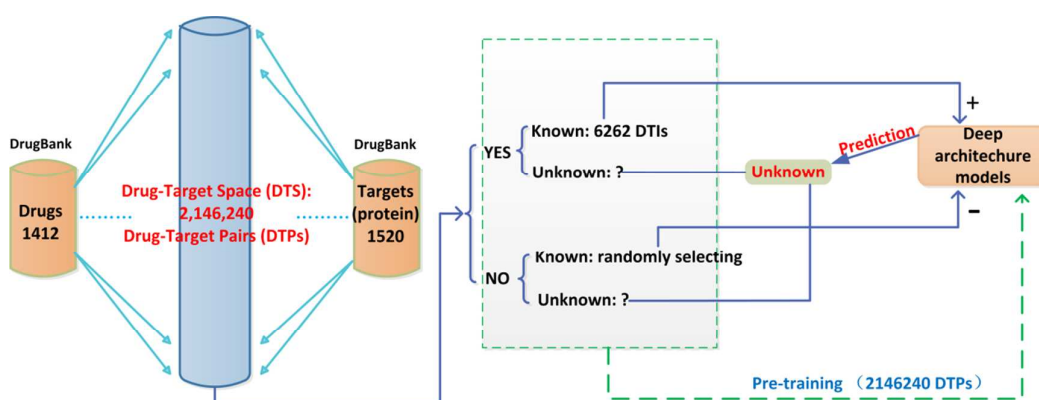 DrugBank
Drugs
1412
Drug-Target Space (DTS):
2,146,240
Drug-Target Pairs (DTPs)
DrugBank
Targets
(protein)
1520
YES
Known: 6262 DTIs
Unknown: ?
NO
Known: randomly selecting
Unknown: ?
Unknown
Prediction
+
Deep
architechure
models
-
Pre-training （2146240 DTPs）